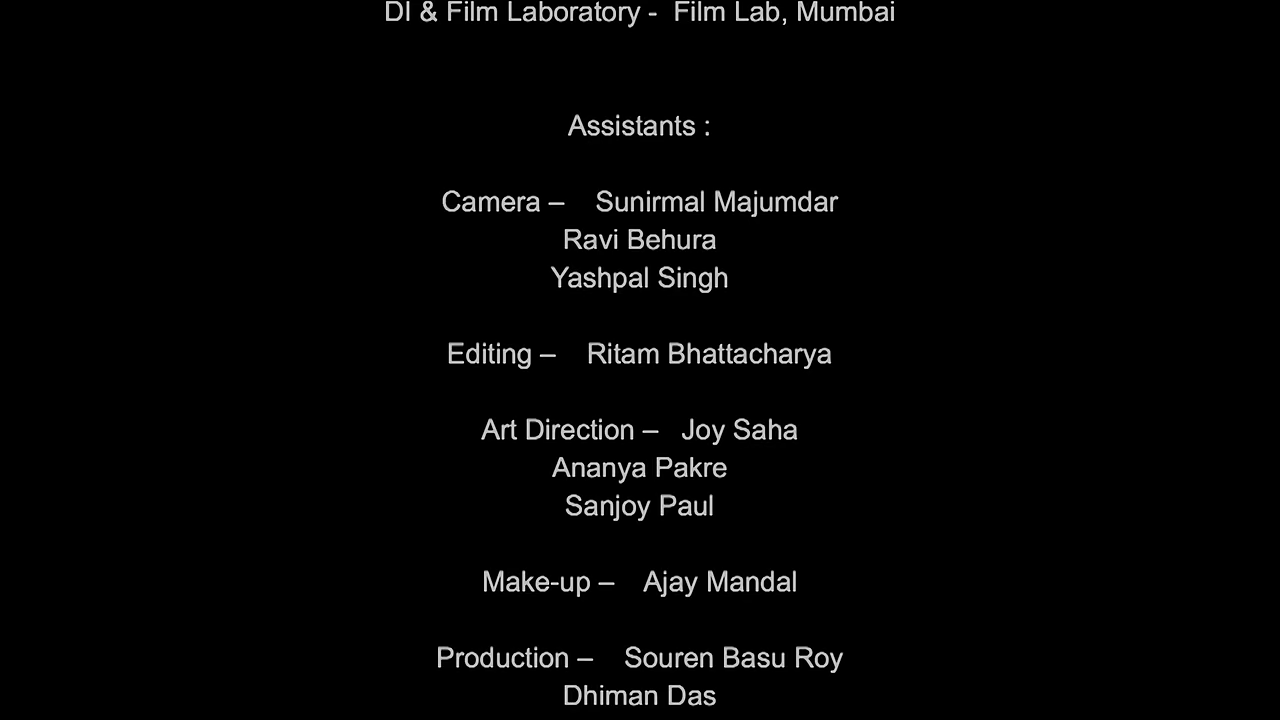 DI & Film Laboratory -  Film Lab, Mumbai
Assistants :
Camera –    Sunirmal Majumdar
Ravi Behura
Yashpal Singh
Editing –    Ritam Bhattacharya
Art Direction –   Joy Saha
Ananya Pakre
Sanjoy Paul
Make-up –    Ajay Mandal
Production –    Souren Basu Roy
Dhiman Das